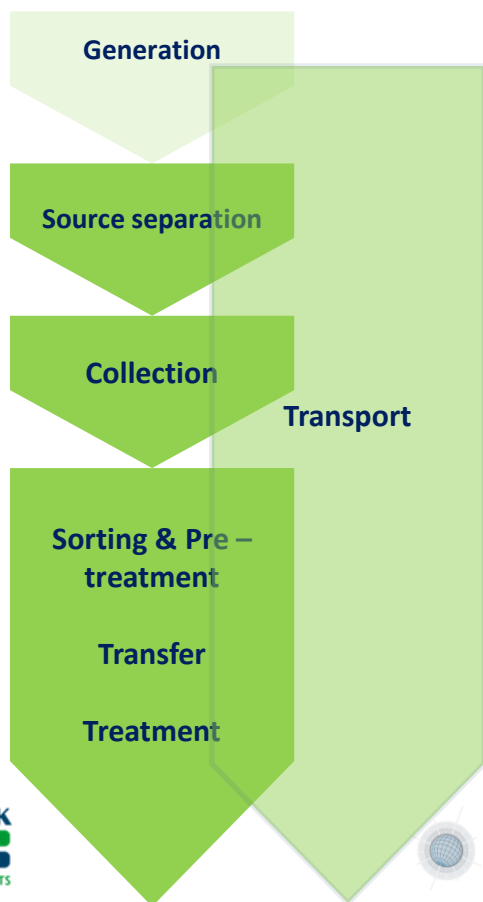 Generation
Source separation
Collection
Transport
Sorting & Pre –
treatment
Transfer
Treatment